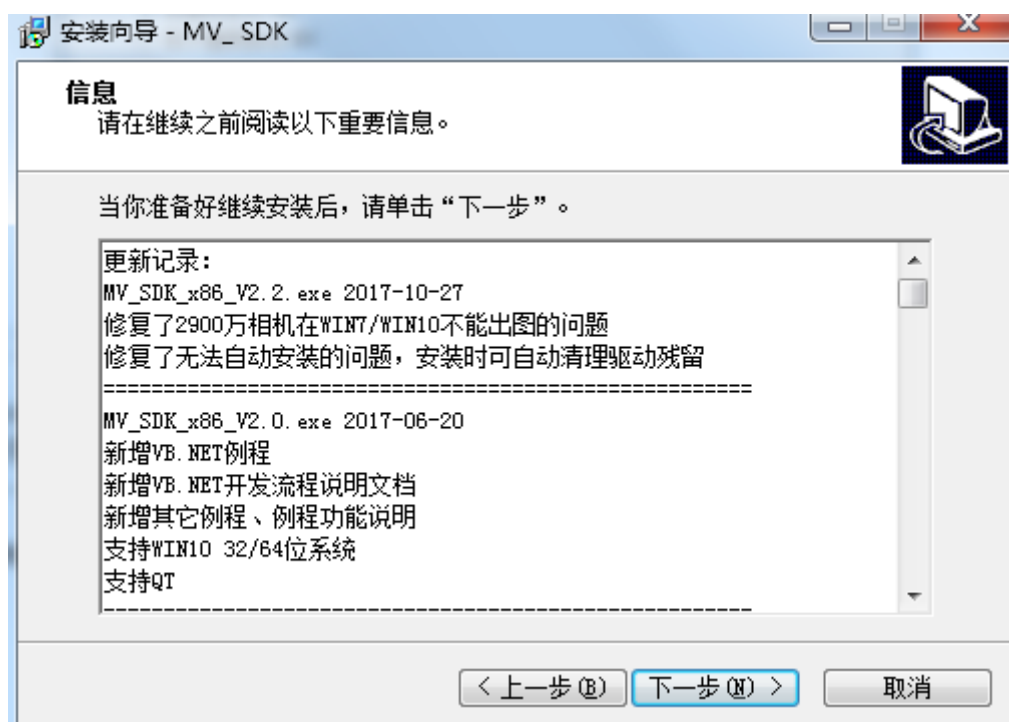 安装向导 - MV_ SDK
信息
请在继续之前阅读以下重要信息。
当你准备好继续安装后，请单击“下一步”。
更新记录：
MV_SDK_x86_V2.2.exe 2017-10-27
修复了2900万相机在WIN7/WIN10不能出图的问题
修复了无法自动安装的问题，安装时可自动清理驱动残留
======================================================
MV_SDK_x86_V2.0.exe 2017-06-20
新增VB.NET例程
新增VB.NET开发流程说明文档
新增其它例程、例程功能说明
支持WIN10 32/64位系统
支持QT
< 上一步(B) 下一步(N) > 取消